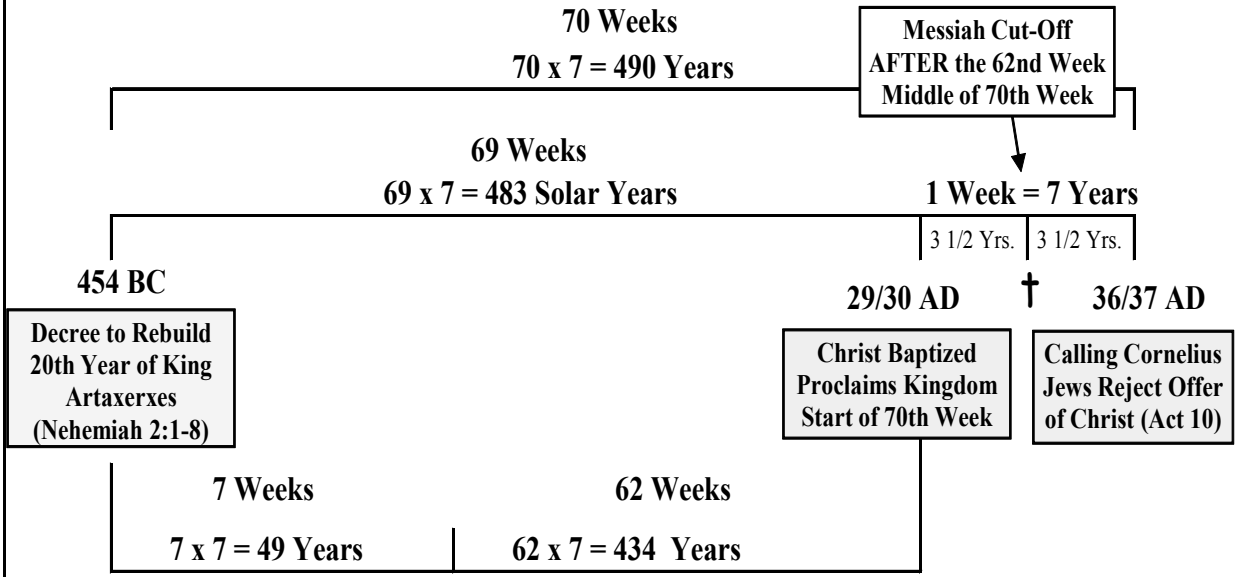 70 Weeks
70 x 7 = 490 Years
Messiah Cut-Off
AFTER the 62nd Week
Middle of 70th Week
69 Weeks
69 x 7 = 483 Solar Years
1 Week = 7 Years
3 1/2 Yrs.
3 1/2 Yrs.
454 BC
Decree to Rebuild
20th Year of King
Artaxerxes
(Nehemiah 2:1-8)
29/30 AD
Christ Baptized
Proclaims Kingdom
Start of 70th Week
36/37 AD
Calling Cornelius
Jews Reject Offer
of Christ (Act 10)
7 Weeks
7 x 7 = 49 Years
62 Weeks
62 x 7 = 434 Years